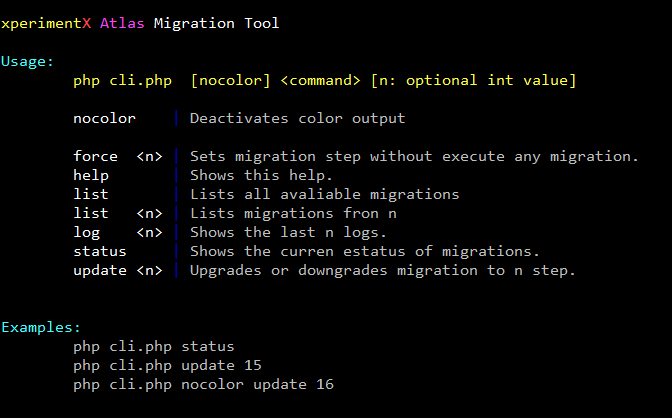 xperimentX Atlas Migration Tool
Usage:
php cli.php [nocolor] <command> [n: optional int value]
nocolor | Deactivates color output
force <n> | Sets migration step without execute any migration.
help | Shows this help.
list | Lists all avaliable migrations
list <n> | Lists migrations fron n
log <n> | Shows the last n logs.
status | Shows the curren estatus of migrations.
update <n> | Upgrades or downgrades migration to n step.
Examples:
php cli.php status
php cli.php update 15
php cli.php nocolor update 16